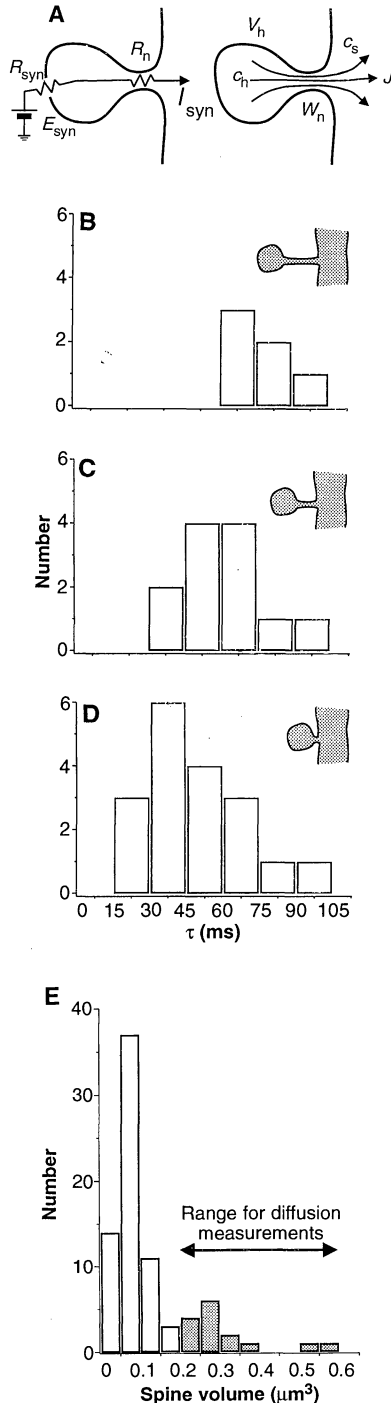 A
R_syn
R_n
E_syn
I_syn
V_h
c_s
c_h
J
W_n
B
6
4
2
0
C
6
4
2
0
Number
D
6
4
2
0
0 15 30 45 60 75 90 105
τ (ms)
E
40
30
20
10
0
Number
Range for diffusion
measurements
0 0.1 0.2 0.3 0.4 0.5 0.6
Spine volume (μm³)